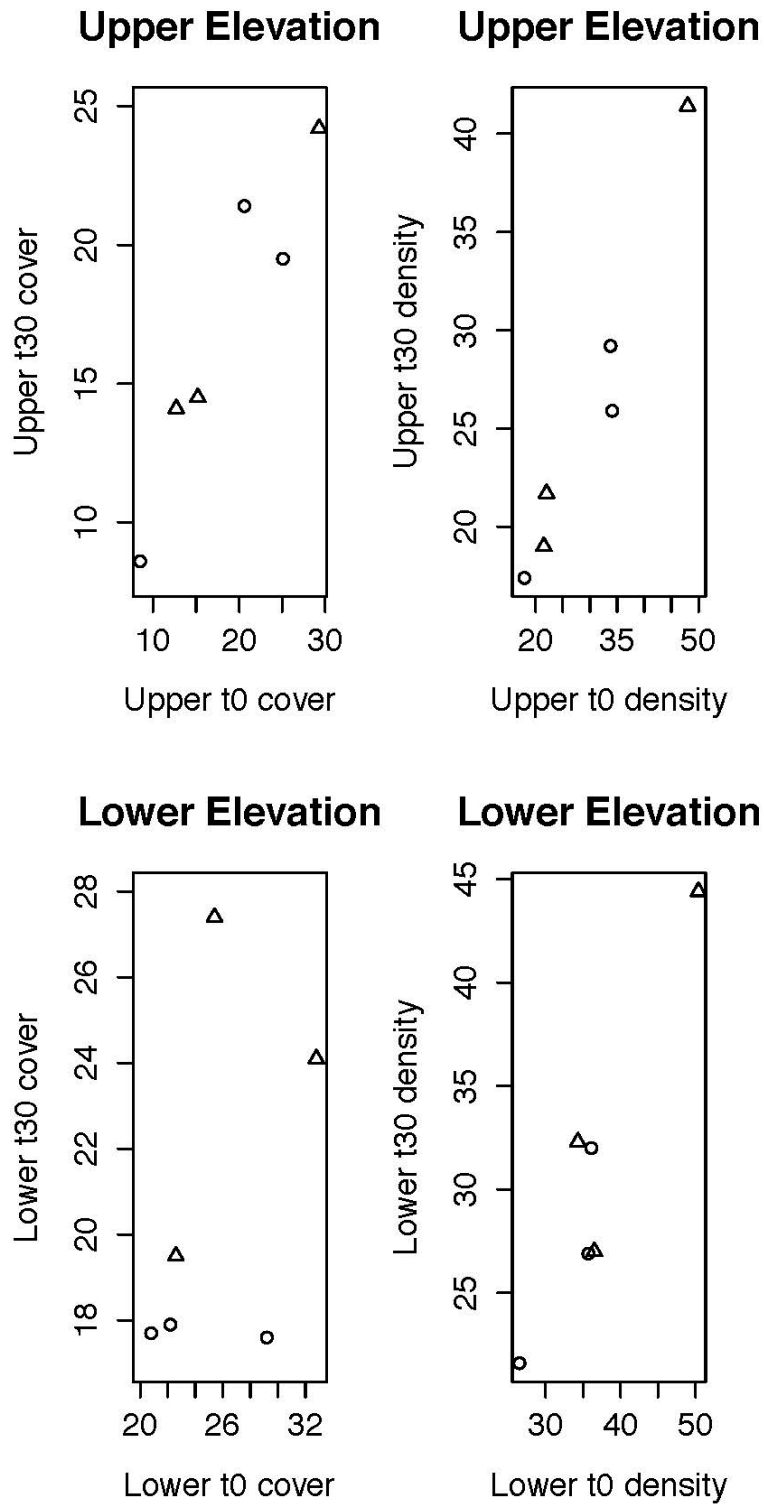 Upper Elevation
Upper t30 cover
25
20
15
10
10 20 30
Upper t0 cover
Upper Elevation
Upper t30 density
40
35
30
25
20
20 35 50
Upper t0 density
Lower Elevation
Lower t30 cover
28
26
24
22
20
18
20 26 32
Lower t0 cover
Lower Elevation
Lower t30 density
45
40
35
30
25
30 40 50
Lower t0 density